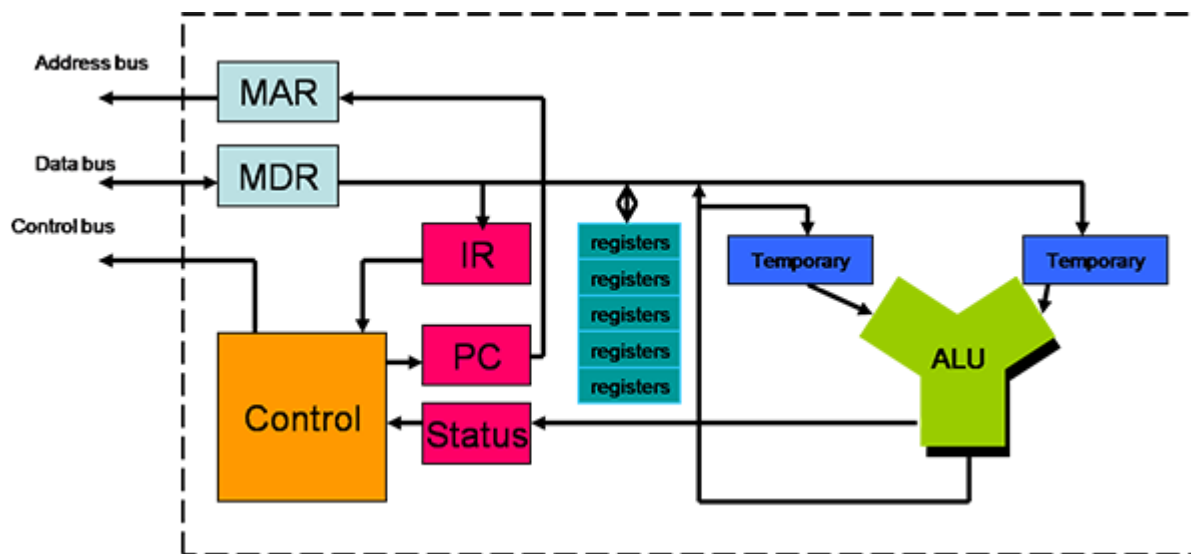 Address bus
MAR
Data bus
MDR
Control bus
IR
registers
registers
registers
registers
registers
Temporary
Temporary
PC
ALU
Control
Status